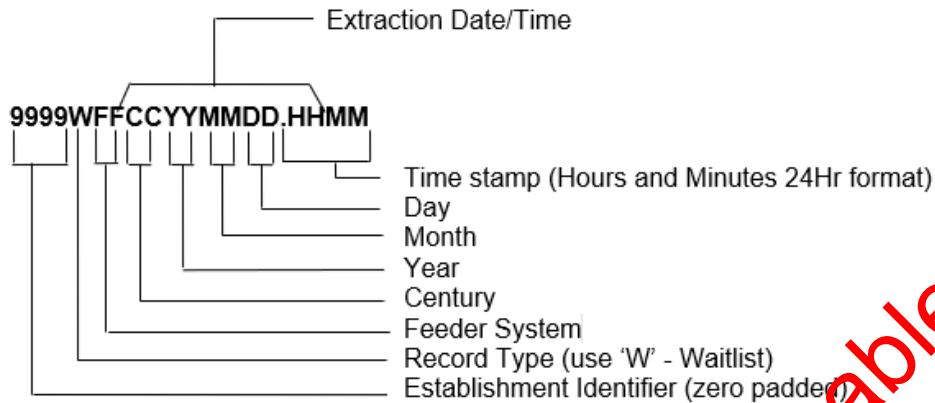 Extraction Date/Time
9999WFFCCYYMMDD.HHMM
Time stamp (Hours and Minutes 24Hr format)
Day
Month
Year
Century
Feeder System
Record Type (use ‘W’ - Waitlist)
Establishment Identifier (zero padded)